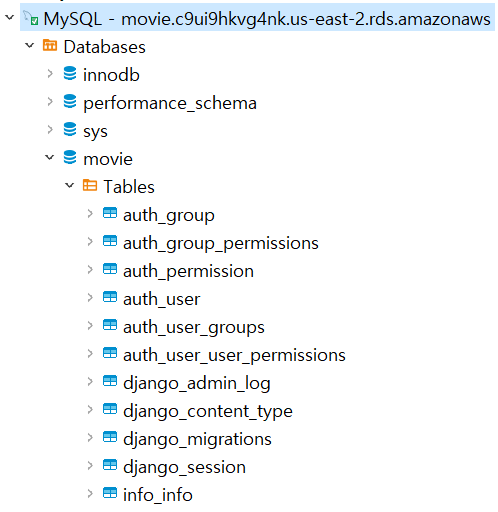 MySQL - movie.c9ui9hkvg4nk.us-east-2.rds.amazonaws
Databases
innodb
performance_schema
sys
movie
Tables
auth_group
auth_group_permissions
auth_permission
auth_user
auth_user_groups
auth_user_user_permissions
django_admin_log
django_content_type
django_migrations
django_session
info_info